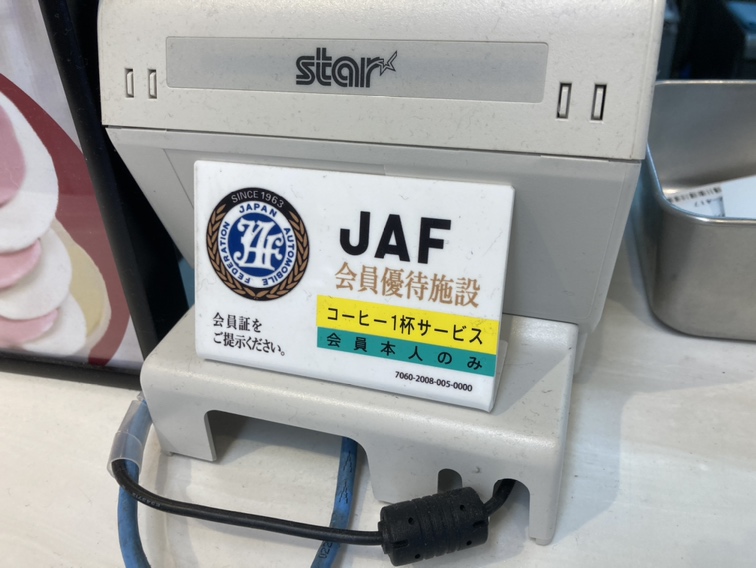 star
SINCE 1963
JAPAN AUTOMOBILE FEDERATION
JAF
JAF
会員優待施設
会員証を
ご提示ください。
コーヒー1杯サービス
会員本人のみ
7060-2008-005-0000